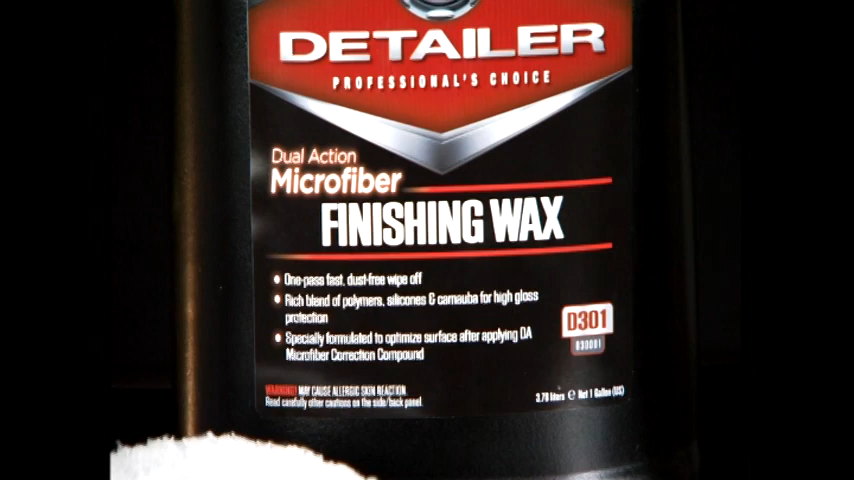 DETAILER
PROFESSIONAL'S CHOICE
Dual Action
Microfiber
FINISHING WAX
• One-pass fast, dust-free wipe off
• Rich blend of polymers, silicones & carnauba for high gloss
protection
• Specially formulated to optimize surface after applying DA
Microfiber Correction Compound
D301
D30001
WARNING! MAY CAUSE ALLERGIC SKIN REACTION.
Read carefully other cautions on the side/back panel.
3.78 liters ℮ Net 1 Gallon (US)